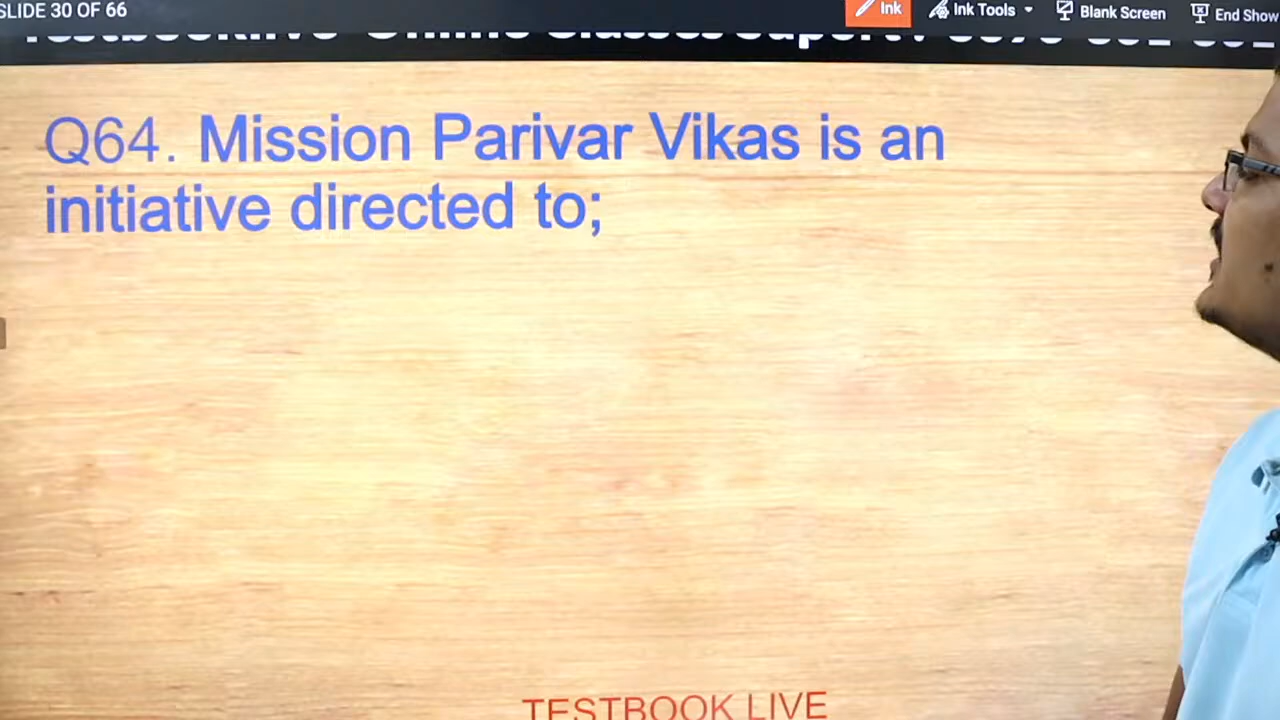 SLIDE 30 OF 66
Ink
Ink Tools
Blank Screen
End Show
Q64. Mission Parivar Vikas is an
initiative directed to;
TESTBOOK LIVE